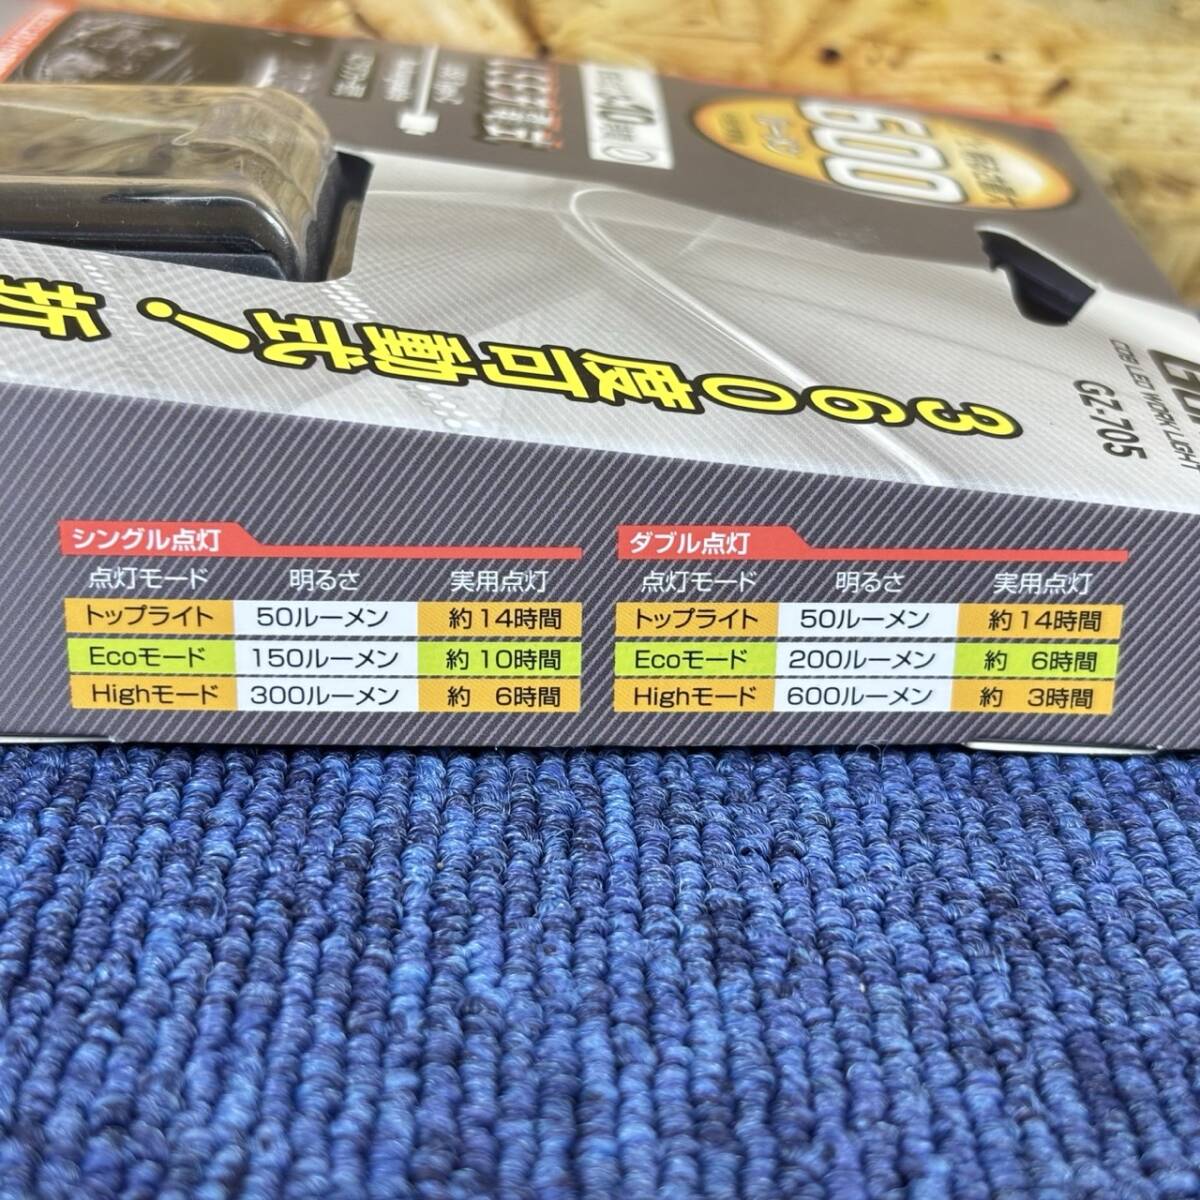 600
ルーメン
360度可動式! 折
COB LED WORK LIGHT
GZ-705
シングル点灯
点灯モード 明るさ 実用点灯
トップライト 50ルーメン 約14時間
Ecoモード 150ルーメン 約10時間
Highモード 300ルーメン 約 6時間
ダブル点灯
点灯モード 明るさ 実用点灯
トップライト 50ルーメン 約14時間
Ecoモード 200ルーメン 約 6時間
Highモード 600ルーメン 約 3時間